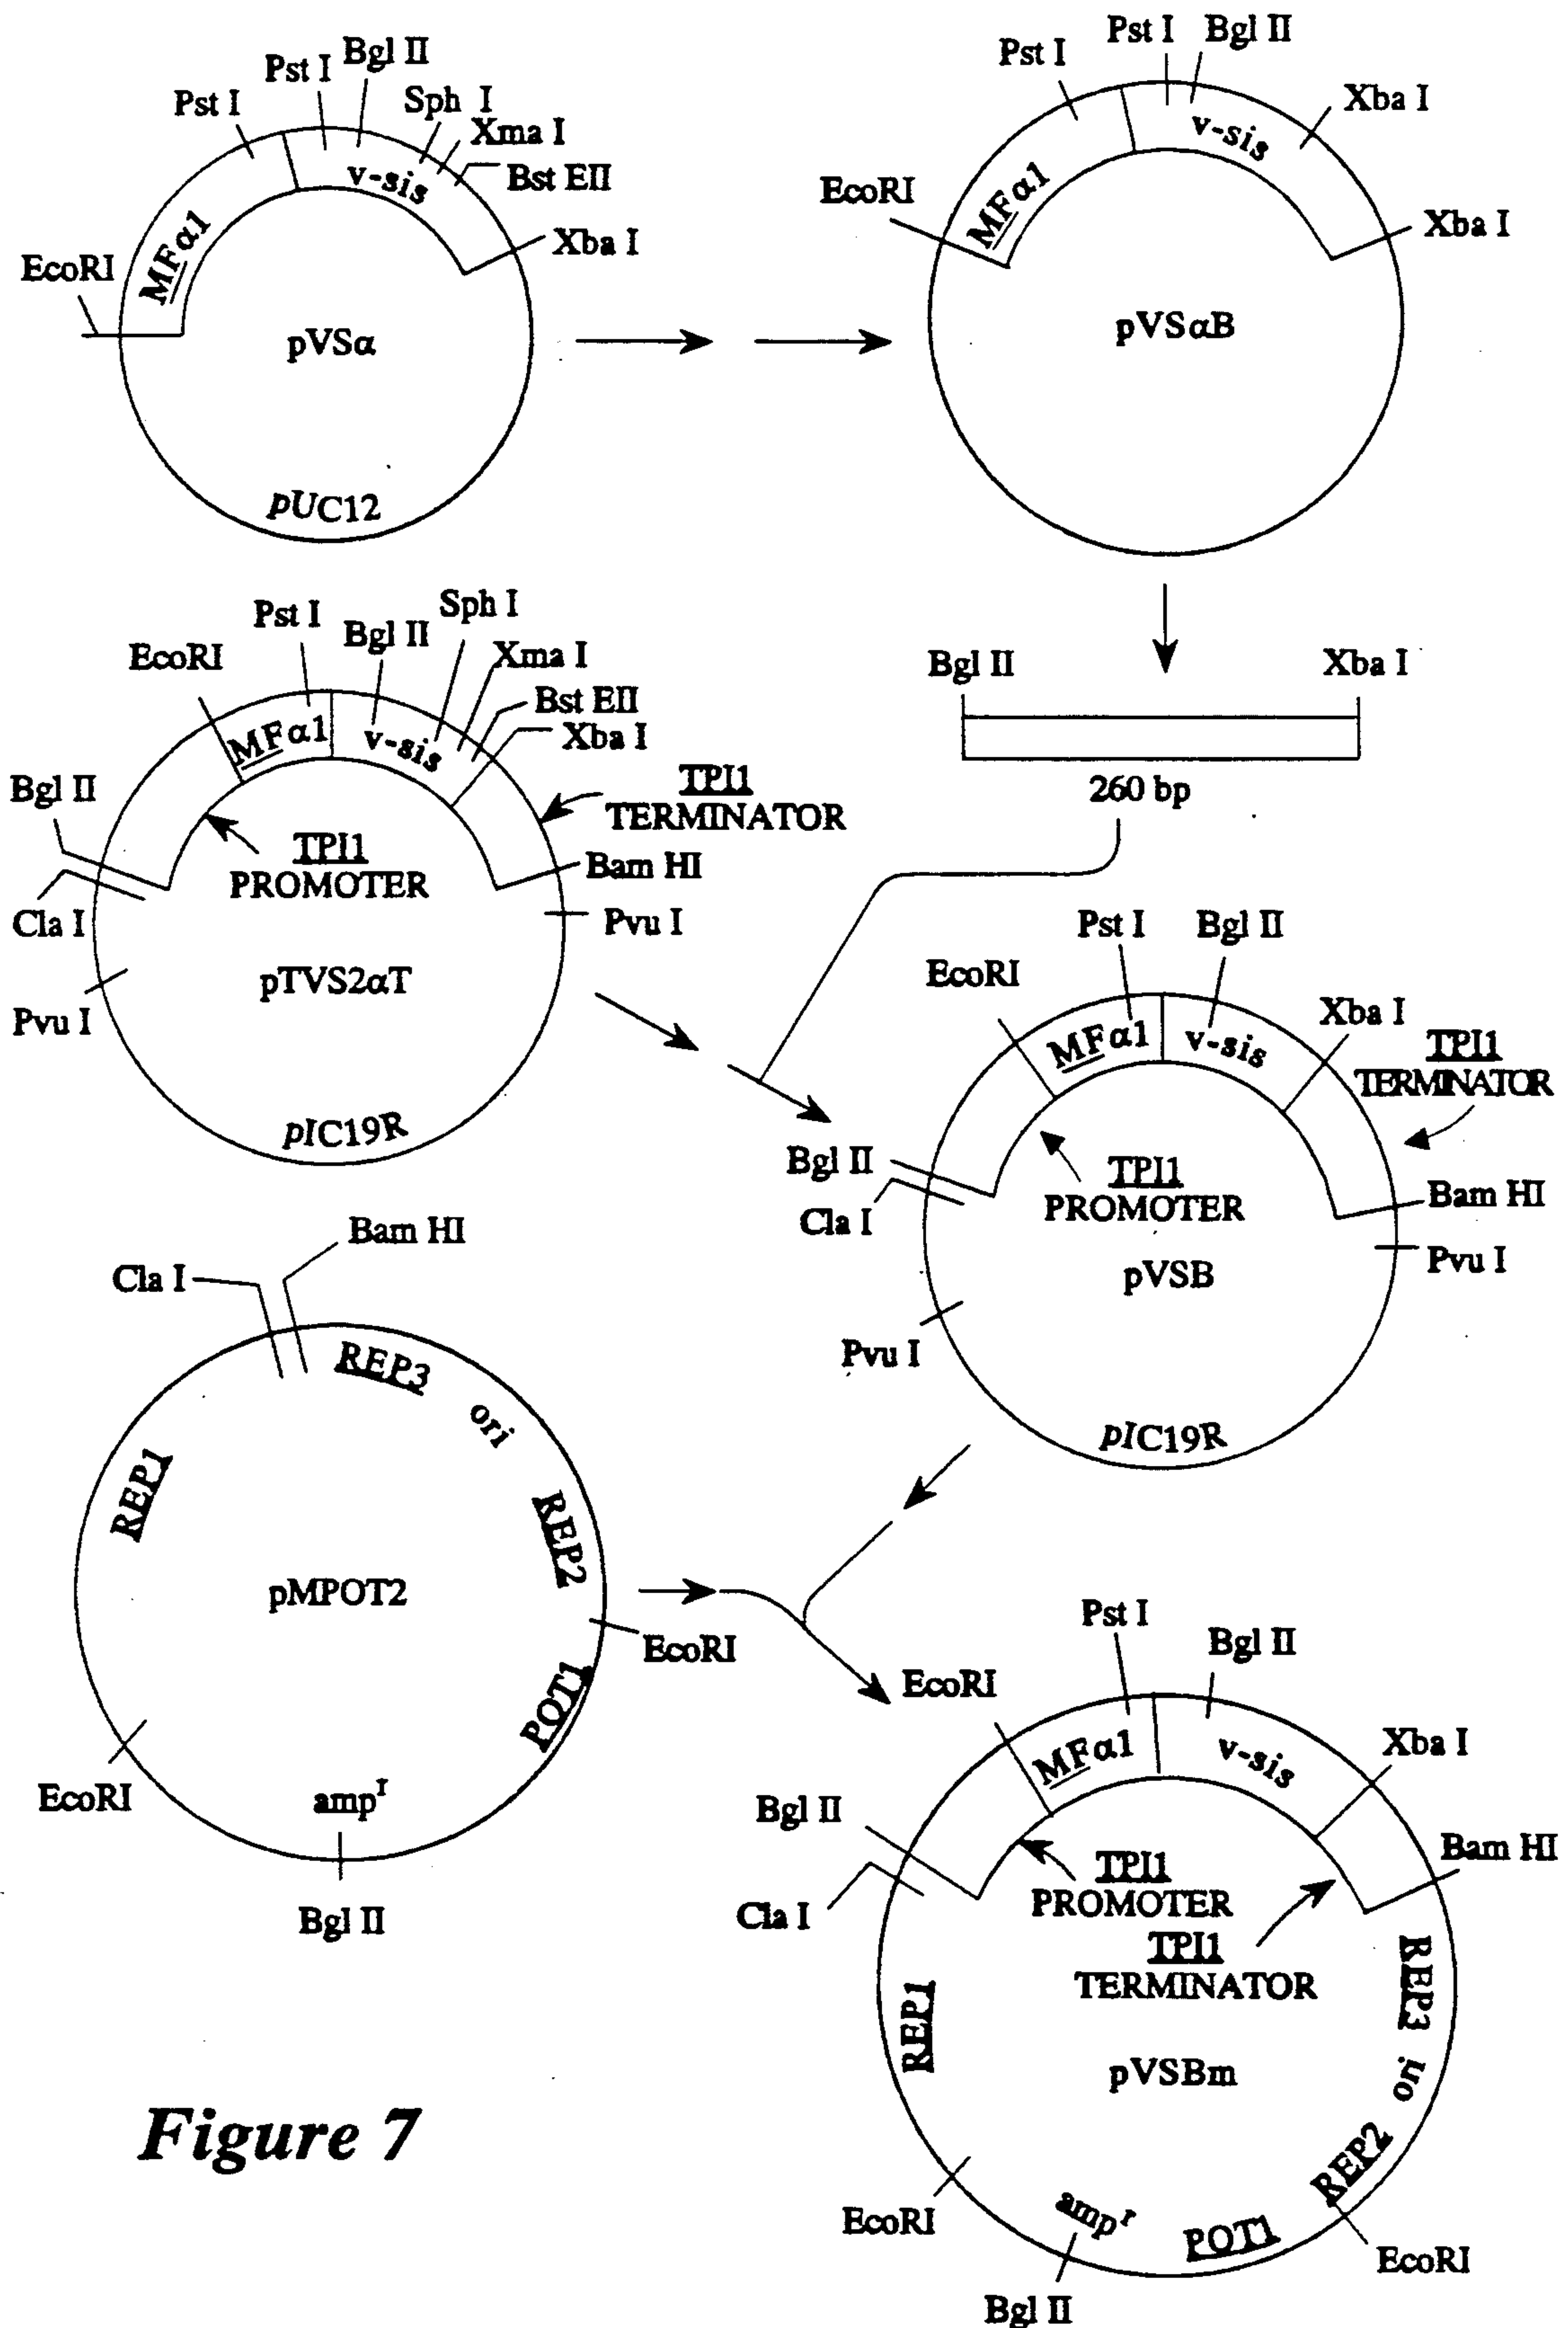 Pst I
Pst I
Bgl II
Sph I
Xma I
Bst EII
Xba I
EcoRI
MFα1
v-sis
pVSα
pUC12
Pst I
Pst I
Bgl II
Xba I
Xba I
EcoRI
MFα1
v-sis
pVSαB
Bgl II
Xba I
260 bp
EcoRI
Pst I
Bgl II
Sph I
Xma I
Bst EII
Xba I
MFα1
v-sis
TPI1
TERMINATOR
Bgl II
Cla I
TPI1
PROMOTER
Bam HI
Pvu I
Pvu I
pTVS2αT
pIC19R
EcoRI
Pst I
Bgl II
Xba I
MFα1
v-sis
TPI1
TERMINATOR
Bgl II
Cla I
TPI1
PROMOTER
Bam HI
Pvu I
Pvu I
pVSB
pIC19R
Cla I
Bam HI
REP3
ori
REP1
REP2
pMPOT2
EcoRI
POT1
EcoRI
ampr
Bgl II
EcoRI
Pst I
Bgl II
Xba I
MFα1
v-sis
Bgl II
Cla I
TPI1
PROMOTER
TPI1
TERMINATOR
Bam HI
REP1
REP3
ori
pVSBm
REP2
EcoRI
ampr
POT1
EcoRI
Bgl II
Figure 7